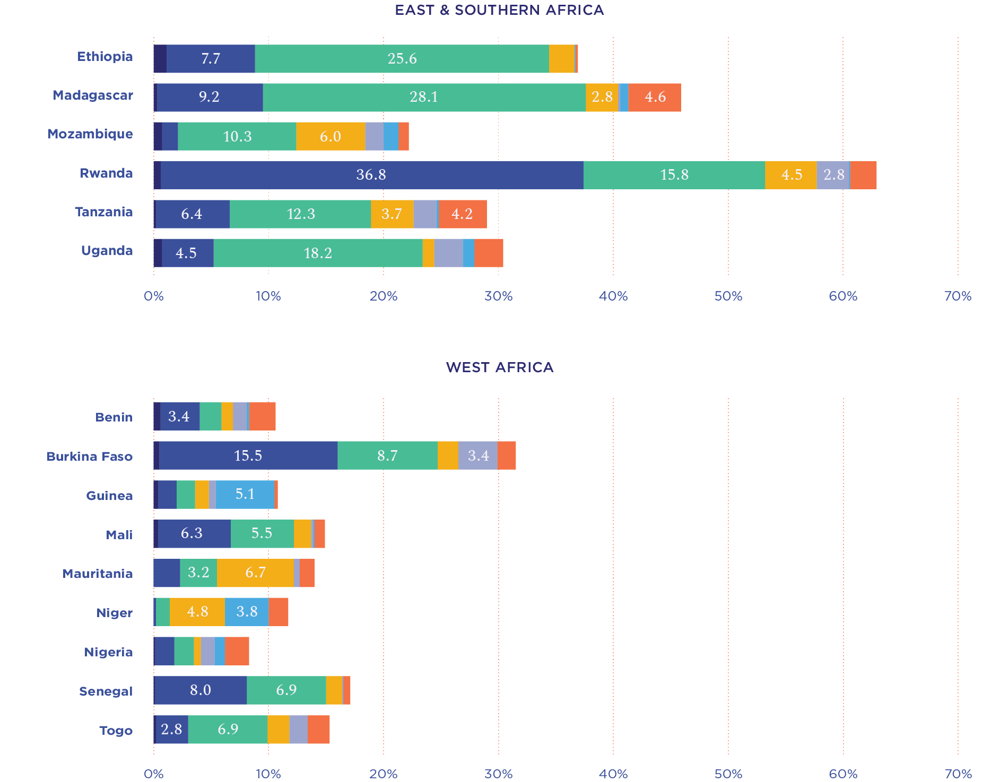 EAST & SOUTHERN AFRICA
Ethiopia 7.7 25.6
Madagascar 9.2 28.1 2.8 4.6
Mozambique 10.3 6.0
Rwanda 36.8 15.8 4.5 2.8
Tanzania 6.4 12.3 3.7 4.2
Uganda 4.5 18.2
0% 10% 20% 30% 40% 50% 60% 70%
WEST AFRICA
Benin 3.4
Burkina Faso 15.5 8.7 3.4
Guinea 5.1
Mali 6.3 5.5
Mauritania 3.2 6.7
Niger 4.8 3.8
Nigeria
Senegal 8.0 6.9
Togo 2.8 6.9
0% 10% 20% 30% 40% 50% 60% 70%